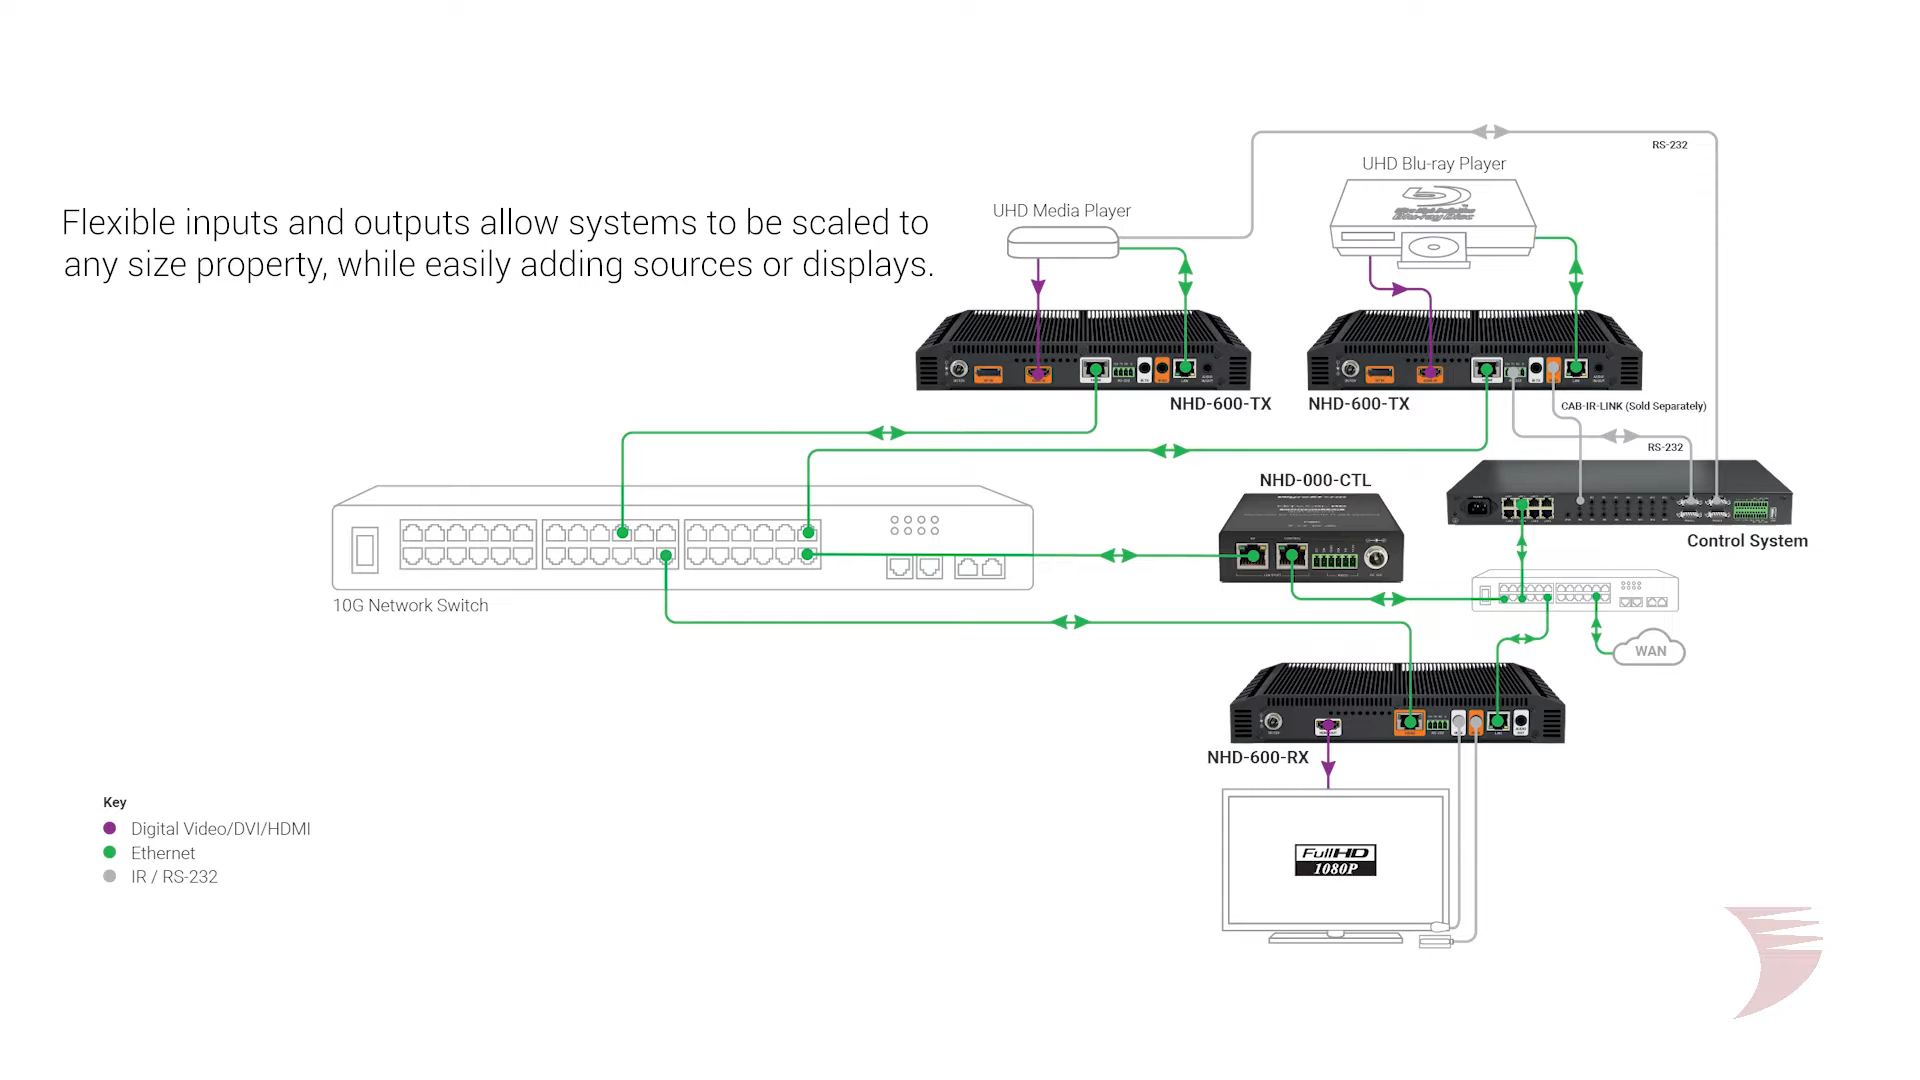 RS-232
UHD Blu-ray Player
UHD Media Player
Flexible inputs and outputs allow systems to be scaled to
any size property, while easily adding sources or displays.
NHD-600-TX
NHD-600-TX
CAB-IR-LINK (Sold Separately)
RS-232
NHD-000-CTL
Control System
10G Network Switch
WAN
NHD-600-RX
Key
Digital Video/DVI/HDMI
Ethernet
IR / RS-232
FullHD
1080P